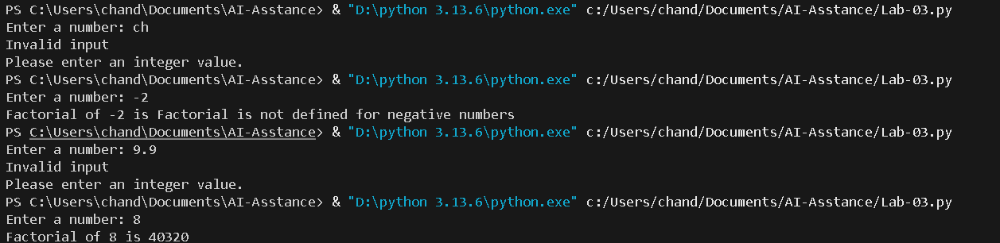 PS C:\Users\chand\Documents\AI-Asstance> & "D:\python 3.13.6\python.exe" c:/Users/chand/Documents/AI-Asstance/Lab-03.py
Enter a number: ch
Invalid input
Please enter an integer value.
PS C:\Users\chand\Documents\AI-Asstance> & "D:\python 3.13.6\python.exe" c:/Users/chand/Documents/AI-Asstance/Lab-03.py
Enter a number: -2
Factorial of -2 is Factorial is not defined for negative numbers
PS C:\Users\chand\Documents\AI-Asstance> & "D:\python 3.13.6\python.exe" c:/Users/chand/Documents/AI-Asstance/Lab-03.py
Enter a number: 9.9
Invalid input
Please enter an integer value.
PS C:\Users\chand\Documents\AI-Asstance> & "D:\python 3.13.6\python.exe" c:/Users/chand/Documents/AI-Asstance/Lab-03.py
Enter a number: 8
Factorial of 8 is 40320